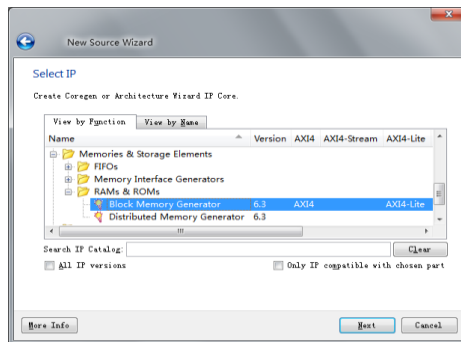 New Source Wizard
Select IP
Create Coregen or Architecture Wizard IP Core.
View by Function View by Name
Name Version AXI4 AXI4-Stream AXI4-Lite
Memories & Storage Elements
FIFOs
Memory Interface Generators
RAMs & ROMs
Block Memory Generator 6.3 AXI4 AXI4-Lite
Distributed Memory Generator 6.3
Search IP Catalog: Clear
All IP versions Only IP compatible with chosen part
More Info Next Cancel